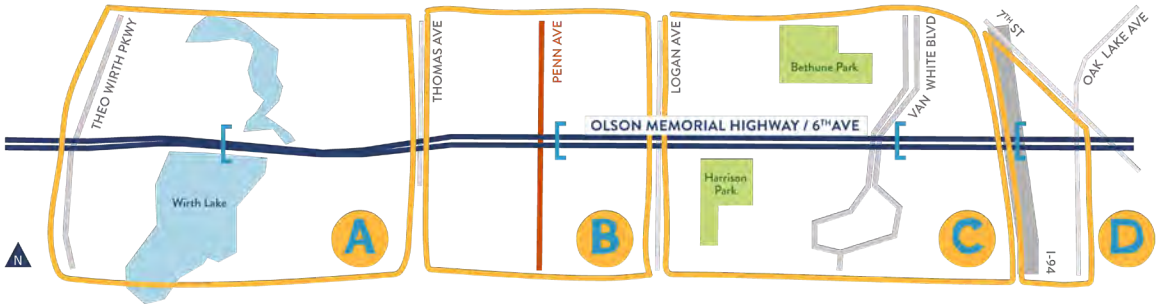 THEO WIRTH PKWY
THOMAS AVE
PENN AVE
LOGAN AVE
Bethune Park
VAN WHITE BLVD
7TH ST
OAK LAKE AVE
OLSON MEMORIAL HIGHWAY / 6TH AVE
Wirth Lake
Harrison
Park
N
A
B
C
I-94
D